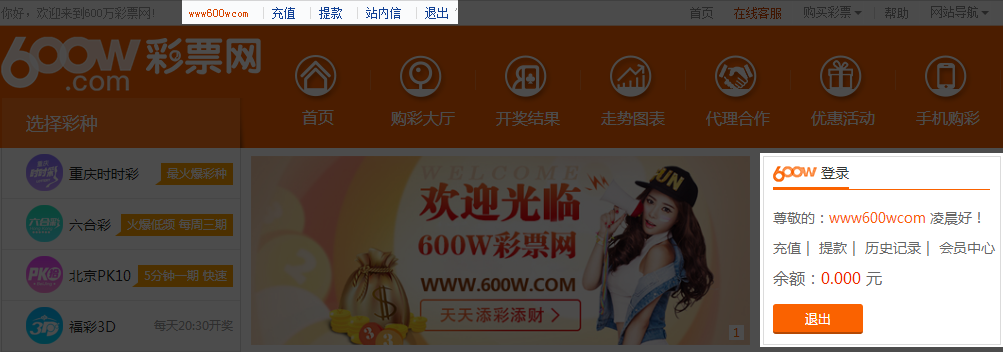 你好，欢迎来到600万彩票网！ www600wcom 充值 提款 站内信 退出 首页 在线客服 购买彩票 帮助 网站导航
600W彩票网
.com
首页 购彩大厅 开奖结果 走势图表 代理合作 优惠活动 手机购彩
选择彩种
重庆时时彩 最火爆彩种
六合彩 火爆低频 每周三期
北京PK10 5分钟一期 快速
福彩3D 每天20:30开奖
WELCOME
欢迎光临
600W彩票网
WWW.600W.COM
天天添彩添财 >
1
600W 登录
尊敬的：www600wcom 凌晨好！
充值 | 提款 | 历史记录 | 会员中心
余额：0.000 元
退出